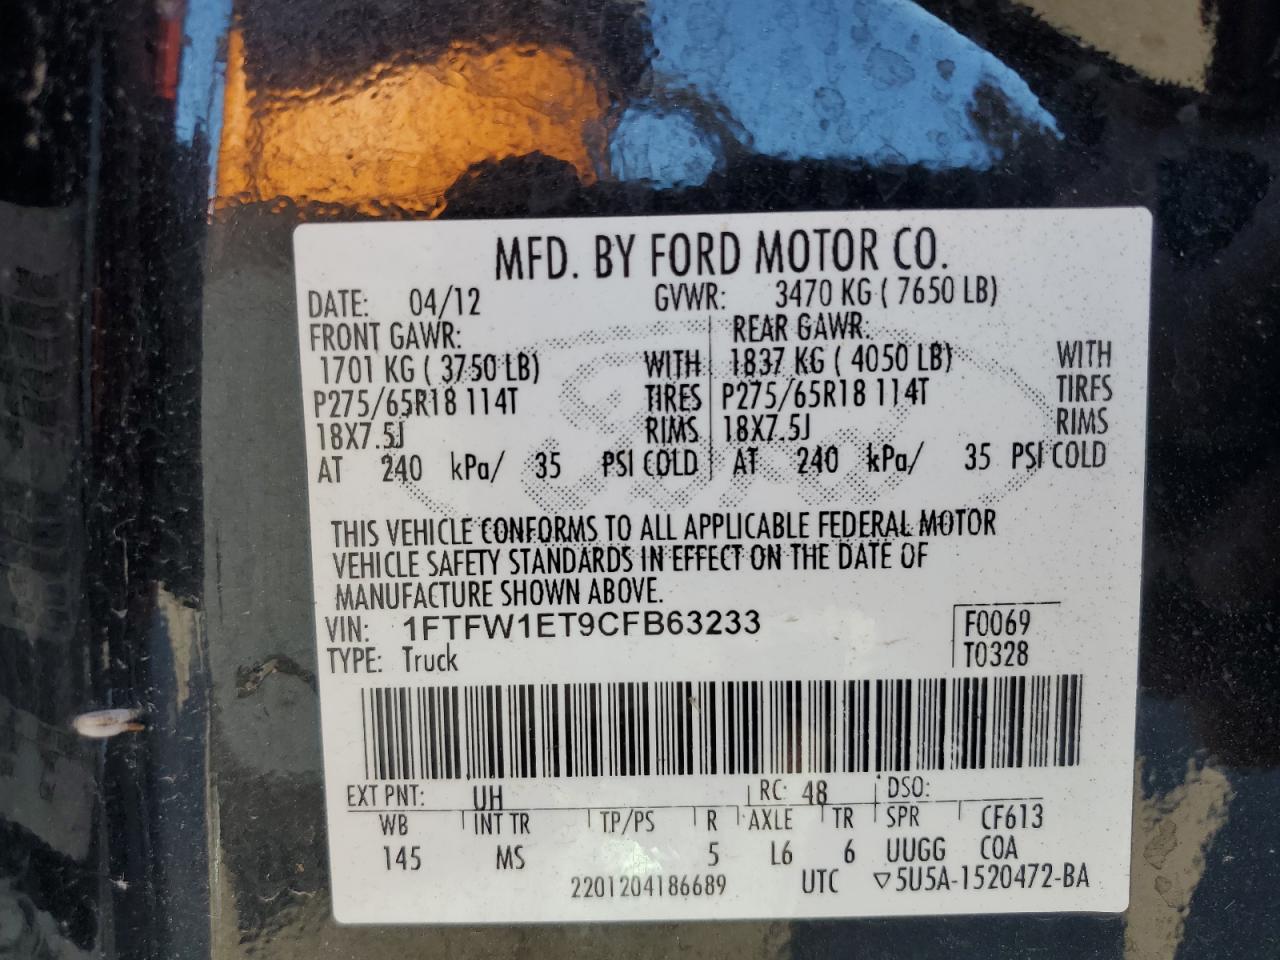 MFD. BY FORD MOTOR CO.
DATE: 04/12 GVWR: 3470 KG ( 7650 LB)
FRONT GAWR: REAR GAWR:
1701 KG ( 3750 LB) WITH 1837 KG ( 4050 LB) WITH
P275/65R18 114T TIRES P275/65R18 114T TIRES
18X7.5J RIMS 18X7.5J RIMS
AT 240 kPa/ 35 PSI COLD AT 240 kPa/ 35 PSI COLD
THIS VEHICLE CONFORMS TO ALL APPLICABLE FEDERAL MOTOR
VEHICLE SAFETY STANDARDS IN EFFECT ON THE DATE OF
MANUFACTURE SHOWN ABOVE.
VIN: 1FTFW1ET9CFB63233 F0069
TYPE: Truck T0328
EXT PNT: UH RC: 48 DSO:
WB INT TR TP/PS R AXLE TR SPR CF613
145 MS 5 L6 6 UUGG COA
2201204186689 UTC ▽5U5A-1520472-BA